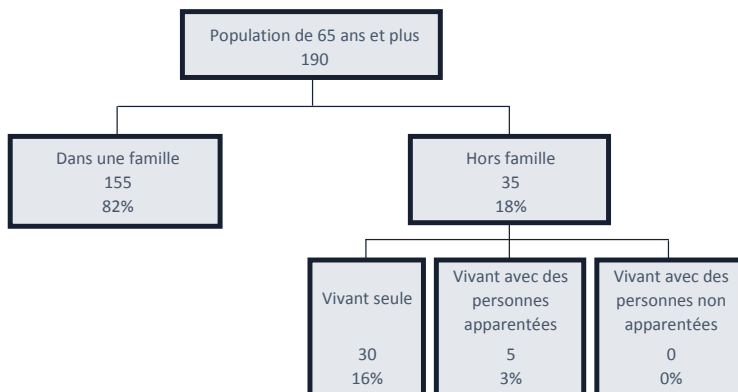 Population de 65 ans et plus
190
Dans une famille
155
82%
Hors famille
35
18%
Vivant seule
30
16%
Vivant avec des
personnes
apparentées
5
3%
Vivant avec des
personnes non
apparentées
0
0%